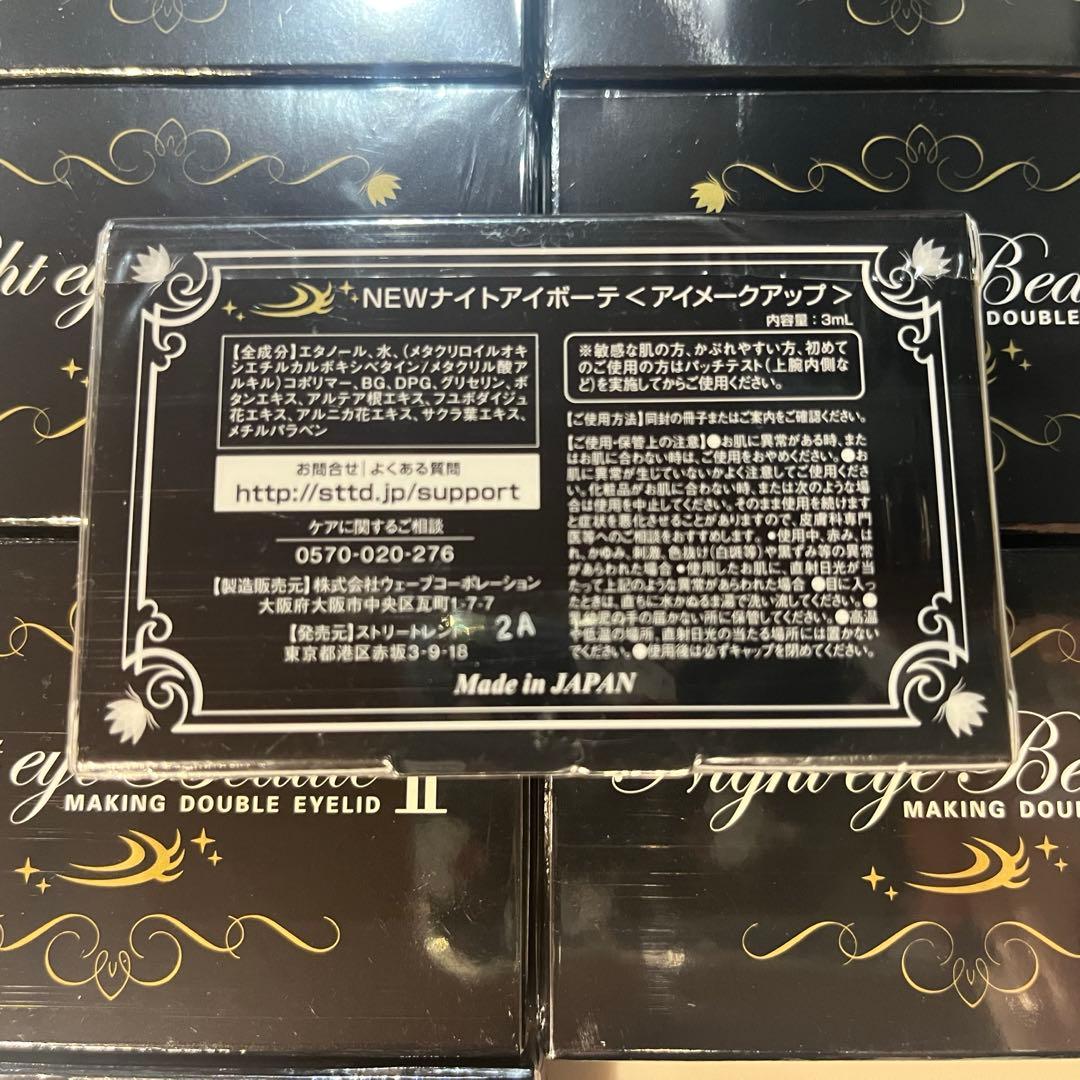 ht ey
Bea
DOUBLE
NEWナイトアイボーテ<アイメークアップ>
内容量:3mL
【全成分】エタノール、水、(メタクリロイルオキ
シエチルカルボキシベタイン/メタクリル酸ア
ルキル)コポリマー、BG、DPG、グリセリン、ボ
タンエキス、アルテア根エキス、フユボダイジュ
花エキス、アルニカ花エキス、サクラ葉エキス、
メチルパラベン
お問合せ|よくある質問
http://sttd.jp/support
ケアに関するご相談
0570-020-276
【製造販売元】株式会社ウェーブコーポレーション
大阪府大阪市中央区瓦町1-7-7
【発売元】ストリートレンド
2A
東京都港区赤坂3-9-18
※敏感な肌の方、かぶれやすい方、初めて
のご使用の方はパッチテスト(上腕内側な
ど)を実施してからご使用ください。
【ご使用方法】同封の冊子またはご案内をご確認ください。
【ご使用・保管上の注意】●お肌に異常がある時、また
はお肌に合わない時は、ご使用をおやめください。●お
肌に異常が生じていないかよく注意してご使用くださ
い。化粧品がお肌に合わない時、または次のような場
合は使用を中止してください。そのまま使用を続けます
と症状を悪化させることがありますので、皮膚科専門
医等へのご相談をおすすめします。•使用中、赤み、は
れ、かゆみ、刺激、色抜け(白斑等)や黒ずみ等の異常
があらわれた場合 •使用したお肌に、直射日光が当
たって上記のような異常があらわれた場合 ●目に入っ
たときは、直ちに水かぬるま湯で洗い流してください。●
乳幼児の手の届かない所に保管してください。●高温
や低温の場所、直射日光の当たる場所には置かない
でください。●使用後は必ずキャップを閉めてください。
Made in JAPAN
t eye Beaute II
MAKING DOUBLE EYELID
Night eye Be
MAKING DOU